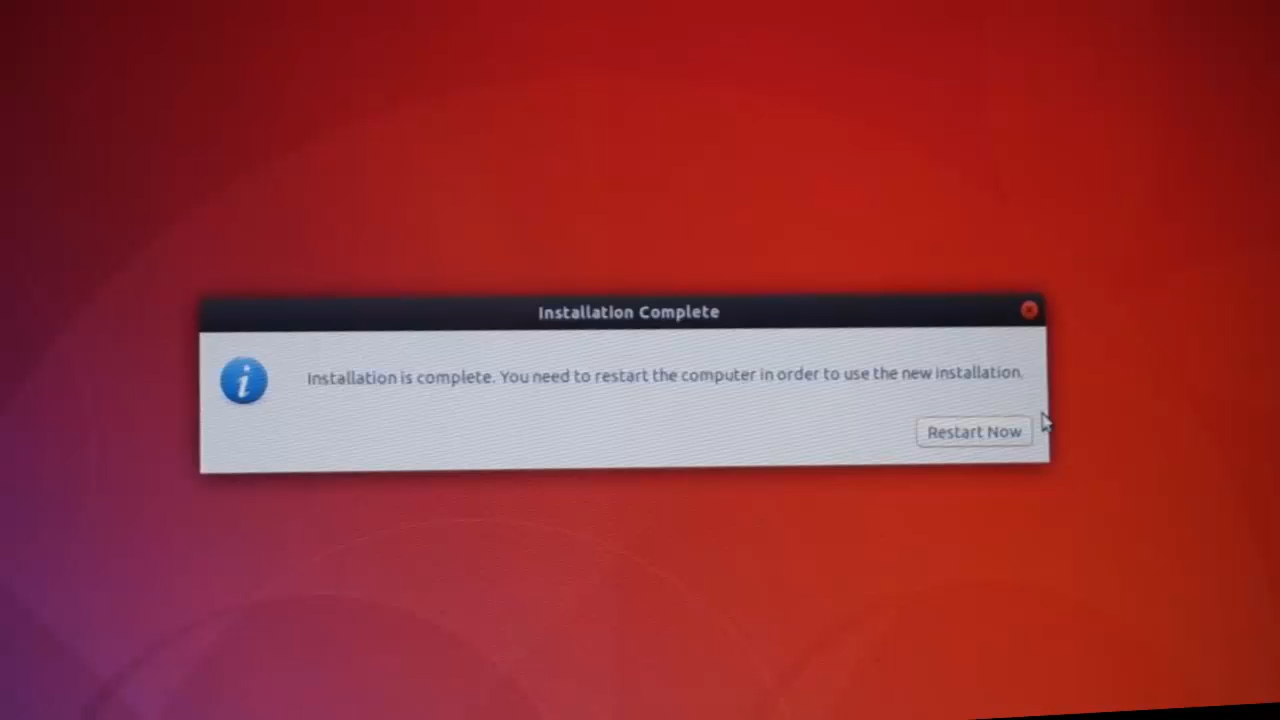 Installation Complete
Installation is complete. You need to restart the computer in order to use the new installation.
Restart Now